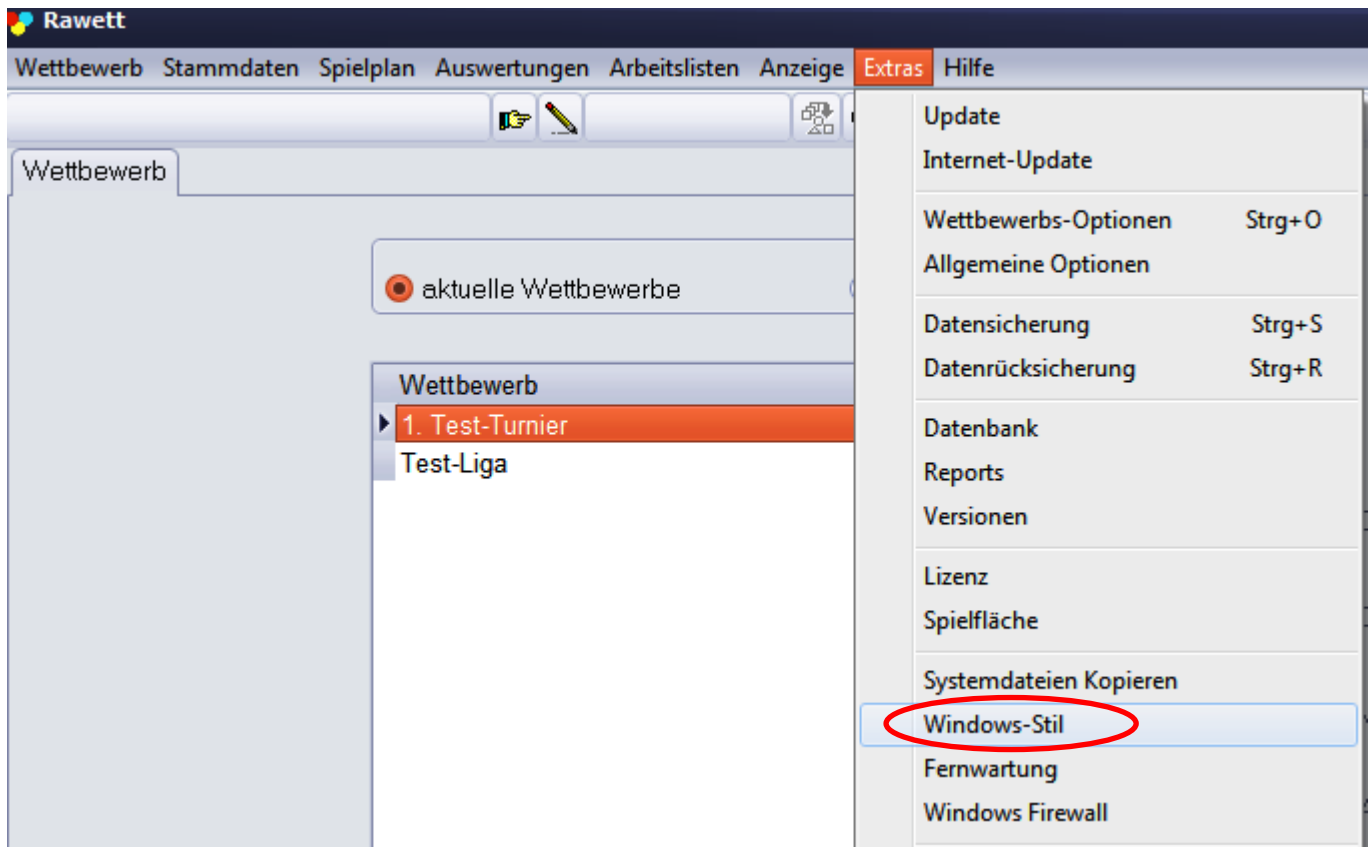 Rawett
Wettbewerb Stammdaten Spielplan Auswertungen Arbeitslisten Anzeige Extras Hilfe
Wettbewerb
aktuelle Wettbewerbe
Wettbewerb
1. Test-Turnier
Test-Liga
Update
Internet-Update
Wettbewerbs-Optionen Strg+O
Allgemeine Optionen
Datensicherung Strg+S
Datenrücksicherung Strg+R
Datenbank
Reports
Versionen
Lizenz
Spielfläche
Systemdateien Kopieren
Windows-Stil
Fernwartung
Windows Firewall